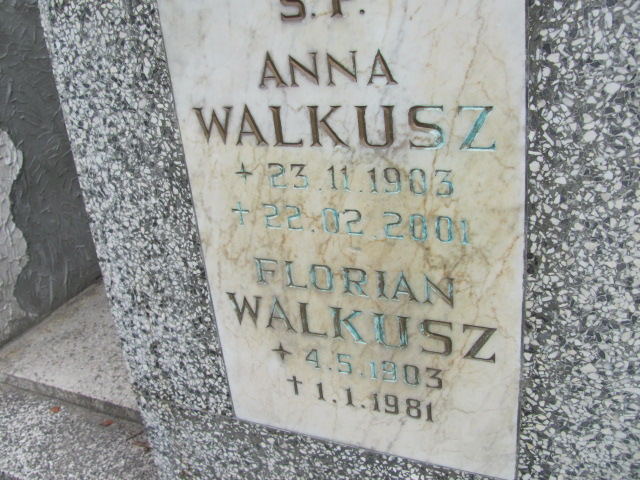 Ś.P.
ANNA
WALKUSZ
+ 23.11.1903
+ 22.02.2001
FLORIAN
WALKUSZ
+ 4.5.1903
† 1.1.1981